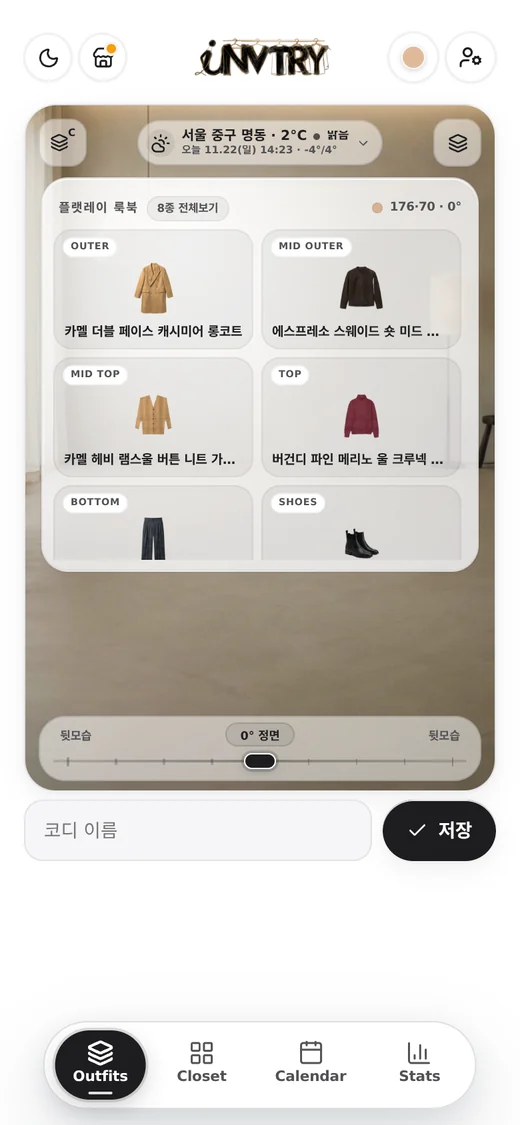 iNVTRY
C
서울 중구 명동 · 2°C ● 맑음
오늘 11.22(일) 14:23 · -4°/4°
플랫레이 룩북
8종 전체보기
176·70 · 0°
OUTER
카멜 더블 페이스 캐시미어 롱코트
MID OUTER
에스프레소 스웨이드 숏 미드 ...
MID TOP
카멜 헤비 램스울 버튼 니트 가...
TOP
버건디 파인 메리노 울 크루넥 ...
BOTTOM
SHOES
뒷모습
0° 정면
뒷모습
코디 이름
저장
Outfits
Closet
Calendar
Stats